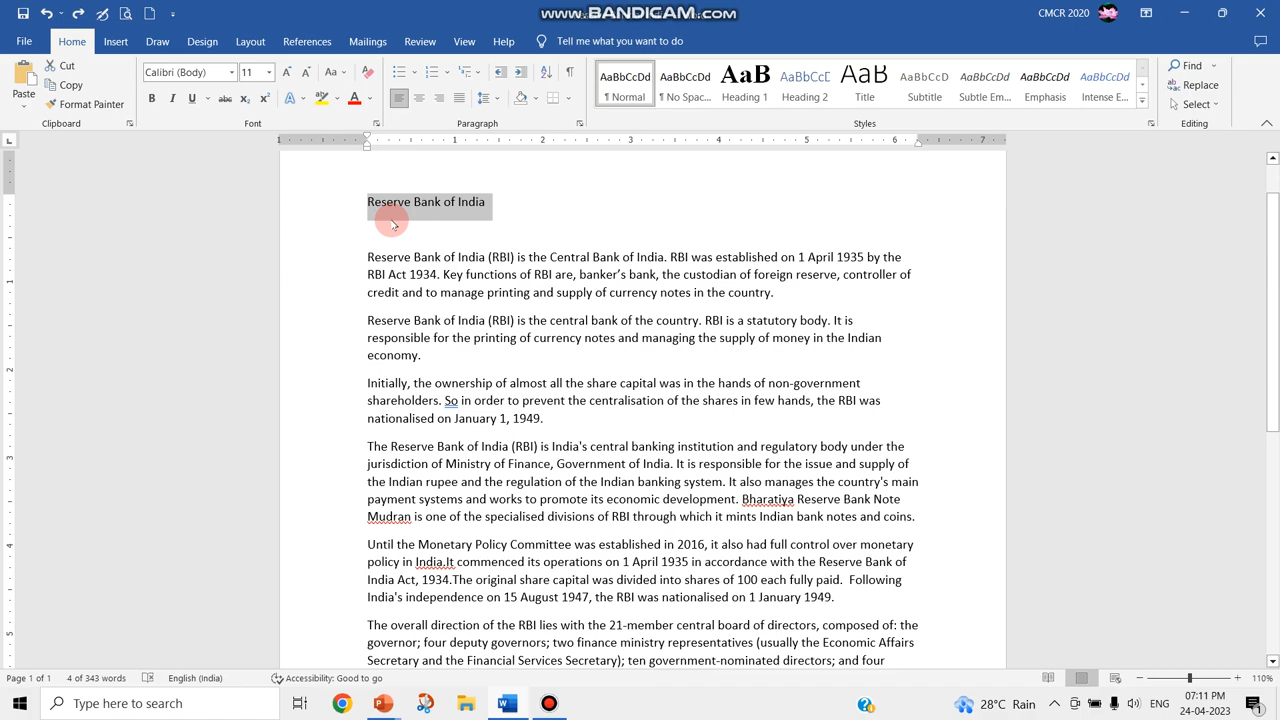 www.BANDICAM.com
CMCR 2020
File Home Insert Draw Design Layout References Mailings Review View Help Tell me what you want to do
Paste
Cut
Copy
Format Painter
Calibri (Body) 11
AaBbCcDd AaBbCcDd AaB AaBbCcD AaB AaBbCcD AaBbCcDd AaBbCcDd AaBbCcDd
¶ Normal ¶ No Spac... Heading 1 Heading 2 Title Subtitle Subtle Em... Emphasis Intense E...
Find
Replace
Select
Clipboard Font Paragraph Styles Editing
1 1 2 3 4 5 6 7
Reserve Bank of India
Reserve Bank of India (RBI) is the Central Bank of India. RBI was established on 1 April 1935 by the
RBI Act 1934. Key functions of RBI are, banker’s bank, the custodian of foreign reserve, controller of
credit and to manage printing and supply of currency notes in the country.
Reserve Bank of India (RBI) is the central bank of the country. RBI is a statutory body. It is
responsible for the printing of currency notes and managing the supply of money in the Indian
economy.
Initially, the ownership of almost all the share capital was in the hands of non-government
shareholders. So in order to prevent the centralisation of the shares in few hands, the RBI was
nationalised on January 1, 1949.
The Reserve Bank of India (RBI) is India's central banking institution and regulatory body under the
jurisdiction of Ministry of Finance, Government of India. It is responsible for the issue and supply of
the Indian rupee and the regulation of the Indian banking system. It also manages the country's main
payment systems and works to promote its economic development. Bharatiya Reserve Bank Note
Mudran is one of the specialised divisions of RBI through which it mints Indian bank notes and coins.
Until the Monetary Policy Committee was established in 2016, it also had full control over monetary
policy in India.It commenced its operations on 1 April 1935 in accordance with the Reserve Bank of
India Act, 1934.The original share capital was divided into shares of 100 each fully paid.  Following
India's independence on 15 August 1947, the RBI was nationalised on 1 January 1949.
The overall direction of the RBI lies with the 21-member central board of directors, composed of: the
governor; four deputy governors; two finance ministry representatives (usually the Economic Affairs
Secretary and the Financial Services Secretary); ten government-nominated directors; and four
Page 1 of 1 4 of 343 words English (India) Accessibility: Good to go 110%
Type here to search
28°C Rain ENG 07:11 PM
24-04-2023